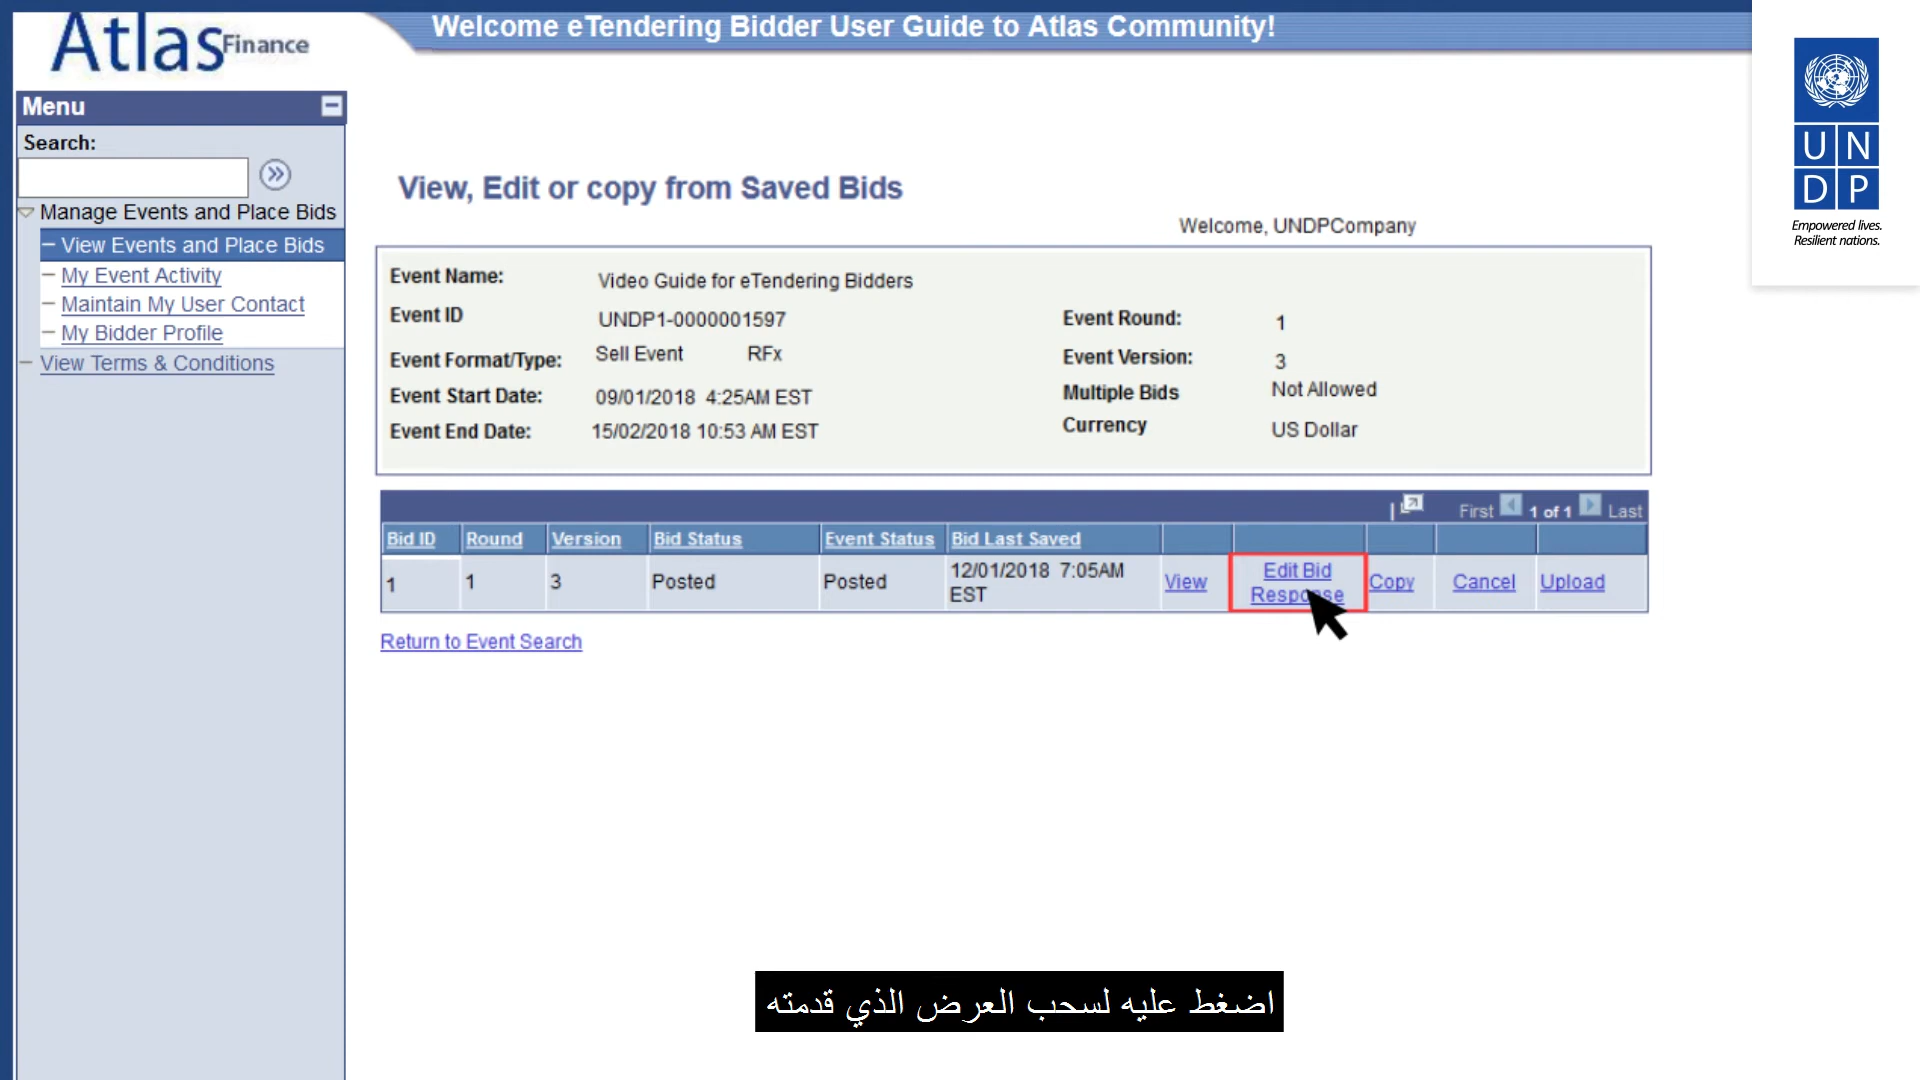 Atlas Finance
Welcome eTendering Bidder User Guide to Atlas Community!
Menu
Search:
Manage Events and Place Bids
View Events and Place Bids
My Event Activity
Maintain My User Contact
My Bidder Profile
View Terms & Conditions
U N
D P
Empowered lives.
Resilient nations.
View, Edit or copy from Saved Bids
Welcome, UNDPCompany
Event Name: Video Guide for eTendering Bidders
Event ID UNDP1-0000001597 Event Round: 1
Event Format/Type: Sell Event RFx Event Version: 3
Event Start Date: 09/01/2018 4:25AM EST Multiple Bids Not Allowed
Event End Date: 15/02/2018 10:53 AM EST Currency US Dollar
First 1 of 1 Last
Bid ID Round Version Bid Status Event Status Bid Last Saved
1 1 3 Posted Posted 12/01/2018 7:05AM EST View Edit Bid Response Copy Cancel Upload
Return to Event Search
اضغط عليه لسحب العرض الذي قدمته